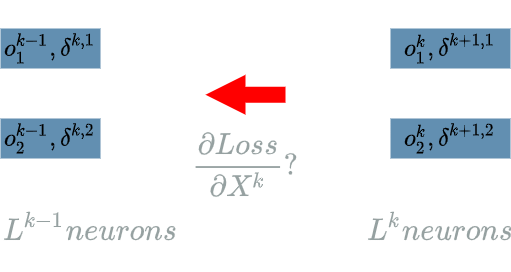 $o_1^{k-1}, \delta^{k,1}$
$o_1^{k}, \delta^{k+1,1}$
$o_2^{k-1}, \delta^{k,2}$
$o_2^{k}, \delta^{k+1,2}$
$\frac{\partial Loss}{\partial X^k}?$
$L^{k-1} neurons$
$L^k neurons$